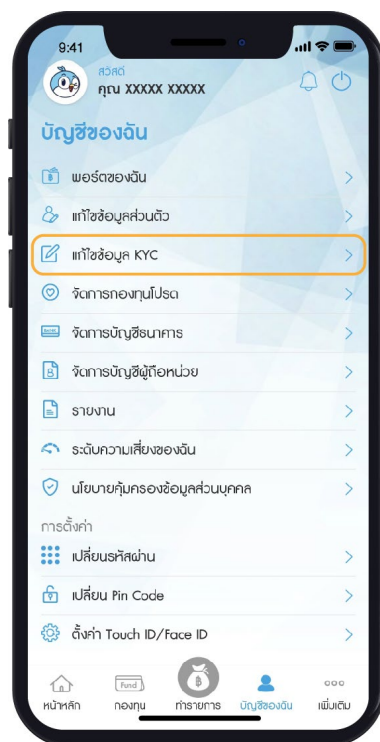 9:41
สวัสดี
คุณ XXXXX XXXXX
บัญชีของฉัน
฿
พอร์ตของฉัน
แก้ไขข้อมูลส่วนตัว
แก้ไขข้อมูล KYC
จัดการกองทุนโปรด
จัดการบัญชีธนาคาร
จัดการบัญชีผู้ถือหน่วย
รายงาน
ระดับความเสี่ยงของฉัน
นโยบายคุ้มครองข้อมูลส่วนบุคคล
การตั้งค่า
เปลี่ยนรหัสผ่าน
เปลี่ยน Pin Code
ตั้งค่า Touch ID/Face ID
Fund
฿
หน้าหลัก กองทุน ทำรายการ บัญชีของฉัน เพิ่มเติม